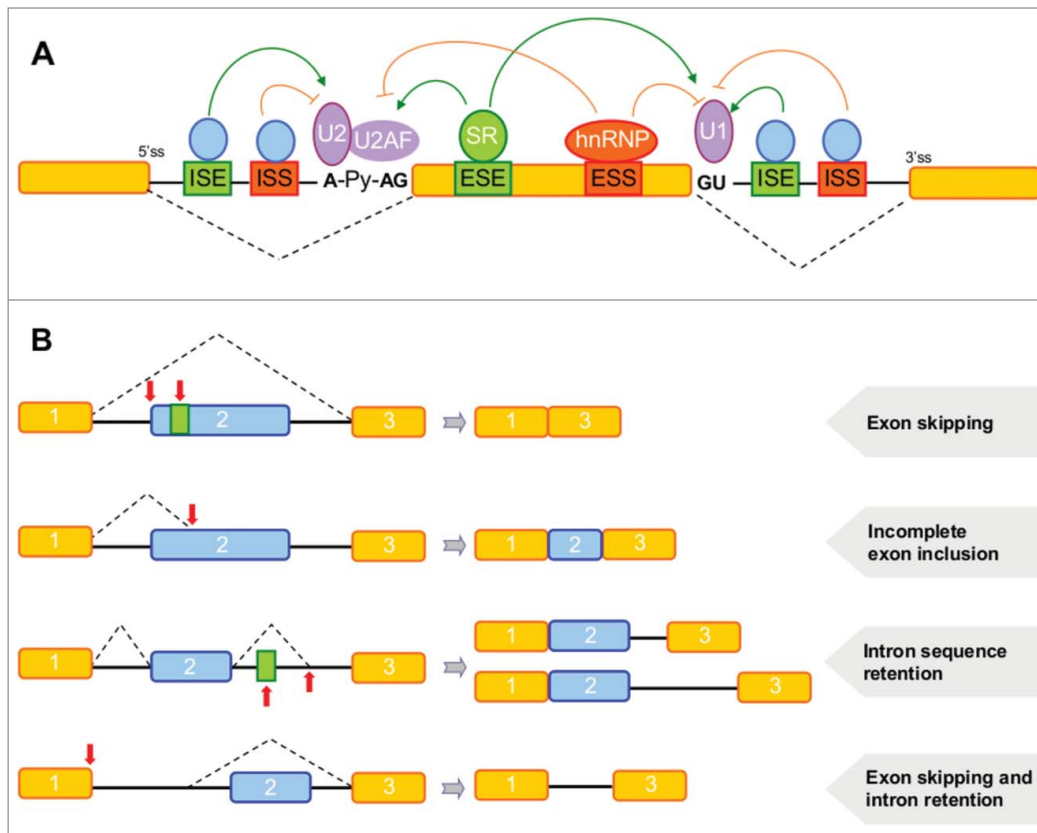 A
5'ss
ISE
ISS
U2
U2AF
A-Py-AG
SR
ESE
hnRNP
ESS
U1
GU
ISE
ISS
3'ss
B
1
2
3
1
3
Exon skipping
1
2
3
1
2
3
Incomplete
exon inclusion
1
2
3
1
2
3
1
2
3
Intron sequence
retention
1
2
3
1
3
Exon skipping and
intron retention